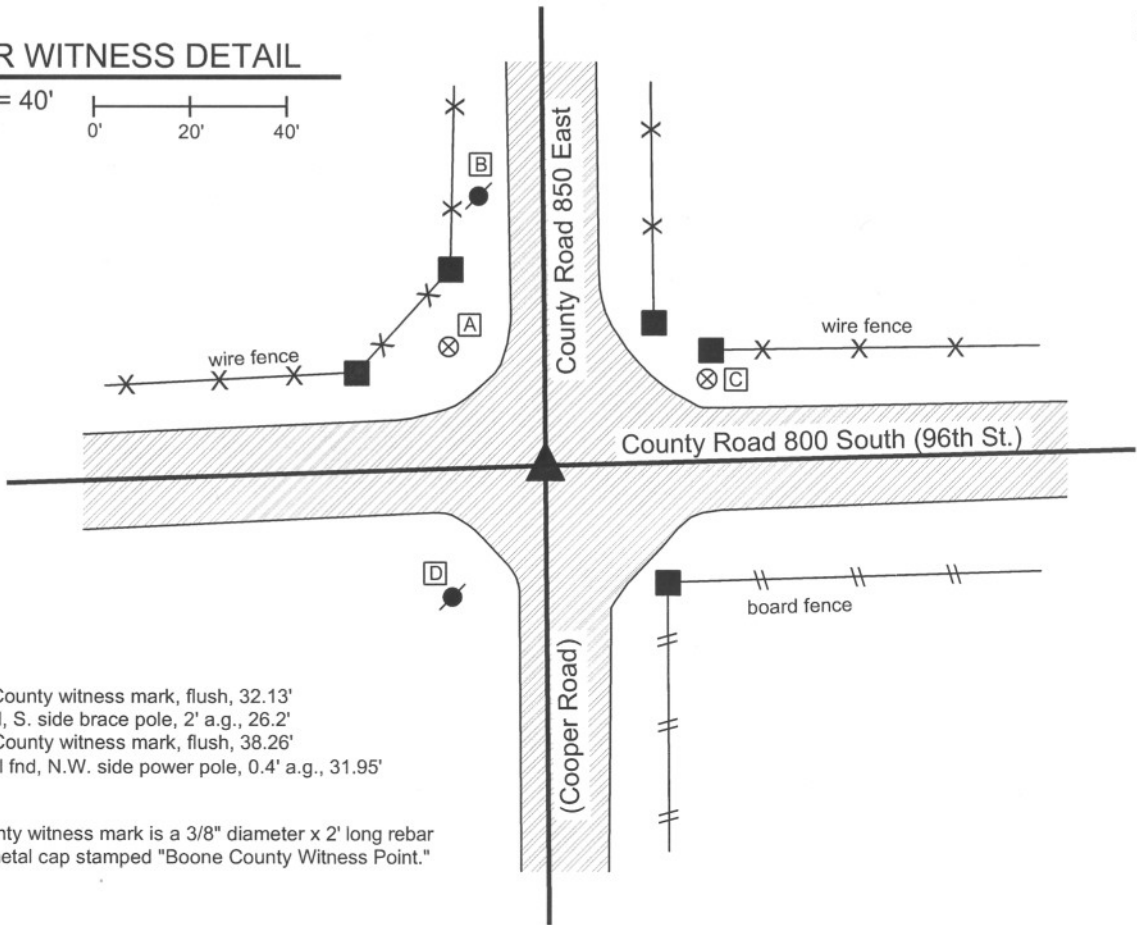 R WITNESS DETAIL
= 40'
0' 20' 40'
B
County Road 850 East
A
wire fence
wire fence
C
County Road 800 South (96th St.)
D
board fence
(Cooper Road)
County witness mark, flush, 32.13'
, S. side brace pole, 2' a.g., 26.2'
County witness mark, flush, 38.26'
fnd, N.W. side power pole, 0.4' a.g., 31.95'
witness mark is a 3/8" diameter x 2' long rebar
cap stamped "Boone County Witness Point."